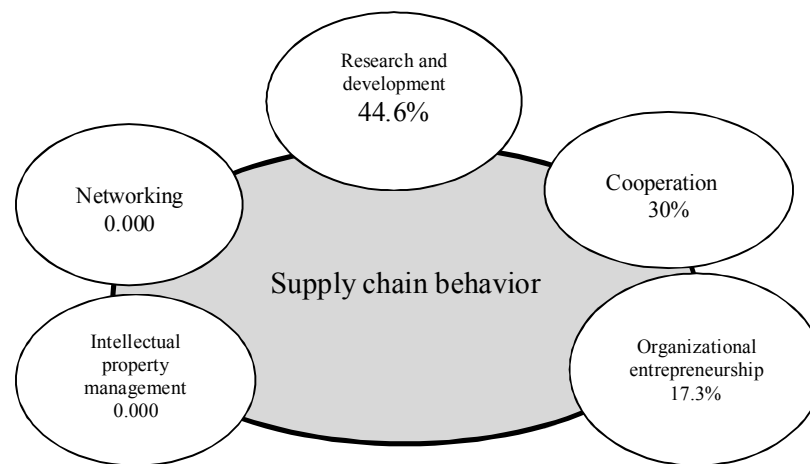 Research and
development
44.6%
Networking
0.000
Cooperation
30%
Supply chain behavior
Intellectual
property
management
0.000
Organizational
entrepreneurship
17.3%